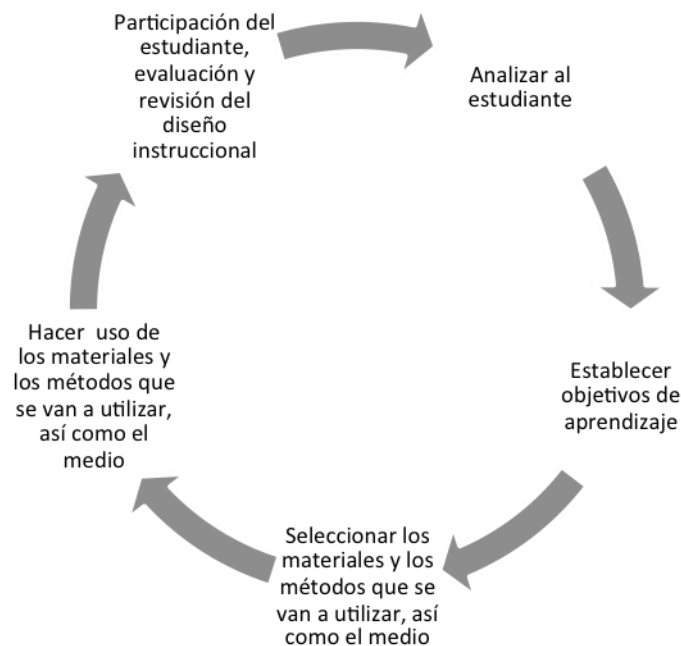 Participación del
estudiante,
evaluación y
revisión del
diseño
instruccional
Analizar al
estudiante
Establecer
objetivos de
aprendizaje
Seleccionar los
materiales y los
métodos que se
van a utilizar, así
como el medio
Hacer  uso de
los materiales y
los métodos que
se van a utilizar,
así como el
medio